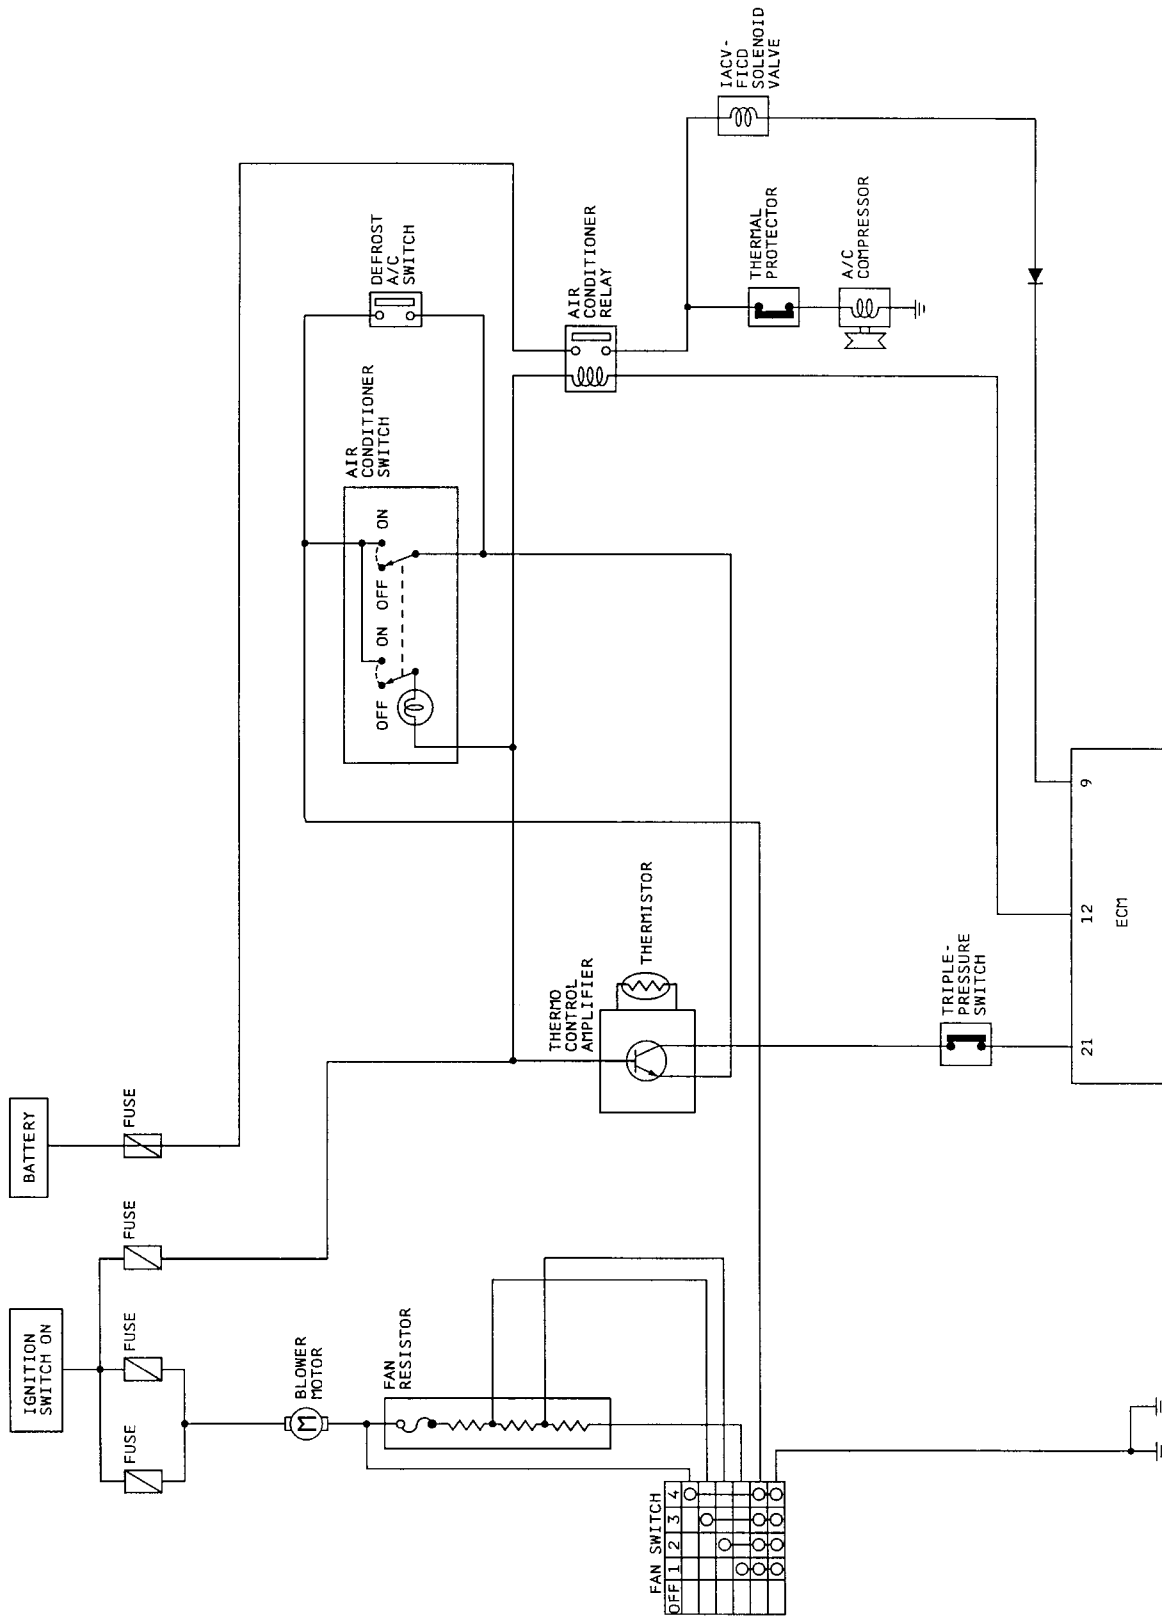 IGNITION
SWITCH ON
BATTERY
FUSE
FUSE
FUSE
FUSE
BLOWER
MOTOR
M
FAN
RESISTOR
FAN SWITCH
OFF 1 2 3 4
THERMO
CONTROL
AMPLIFIER
THERMISTOR
TRIPLE-
PRESSURE
SWITCH
AIR
CONDITIONER
SWITCH
OFF ON
OFF ON
DEFROST
A/C
SWITCH
AIR
CONDITIONER
RELAY
THERMAL
PROTECTOR
A/C
COMPRESSOR
IACV-
FICD
SOLENOID
VALVE
21 12 9
ECM